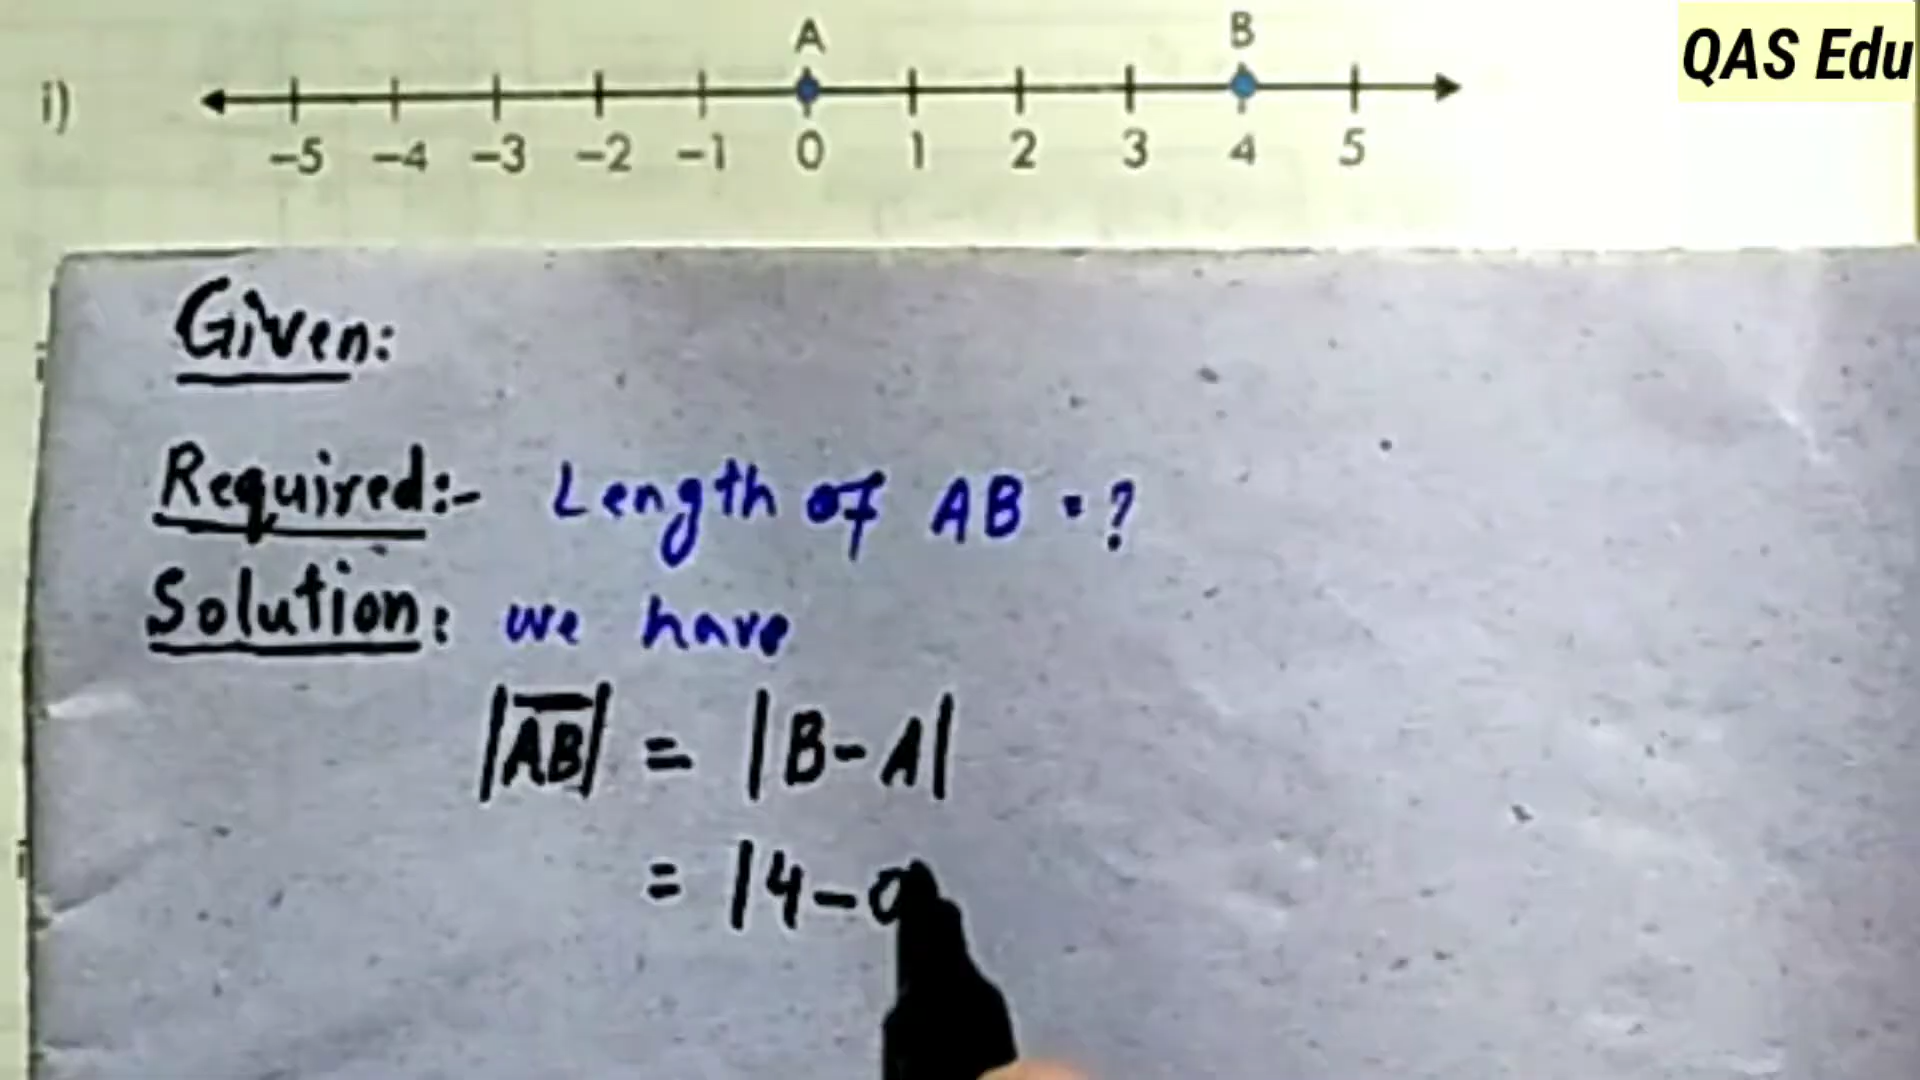 A B
QAS Edu
i)
-5 -4 -3 -2 -1 0 1 2 3 4 5
Given:
Required:- Length of AB = ?
Solution: we have
|A̅B̅| = |B-A|
= |4-0